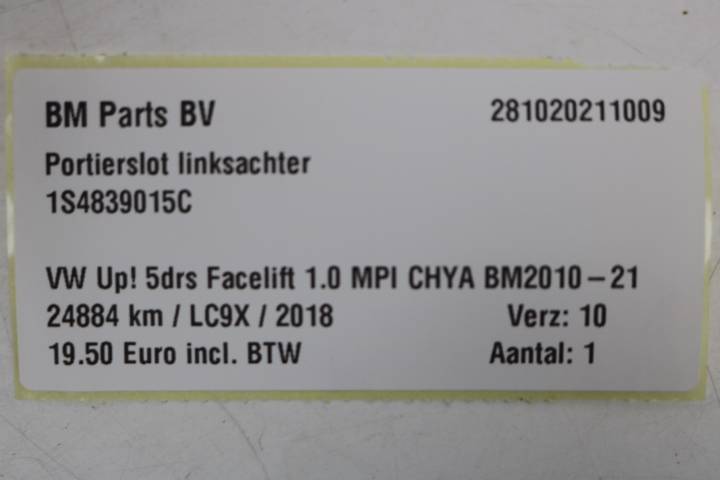 BM Parts BV 281020211009
Portierslot linksachter
1S4839015C
VW Up! 5drs Facelift 1.0 MPI CHYA BM2010-21
24884 km / LC9X / 2018 Verz: 10
19.50 Euro incl. BTW Aantal: 1